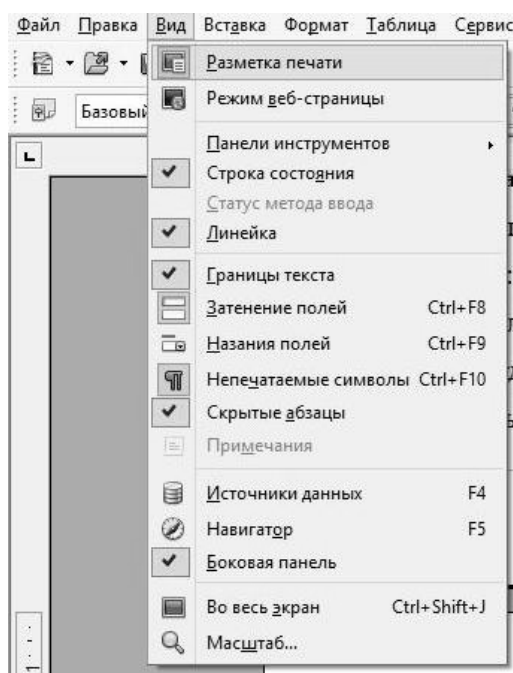 Файл Правка Вид Вставка Формат Таблица Сервис
Базовый
Разметка печати
Режим веб-страницы
Панели инструментов
Строка состояния
Статус метода ввода
Линейка
Границы текста
Затенение полей Ctrl+F8
Назания полей Ctrl+F9
Непечатаемые символы Ctrl+F10
Скрытые абзацы
Примечания
Источники данных F4
Навигатор F5
Боковая панель
Во весь экран Ctrl+Shift+J
Масштаб...
1